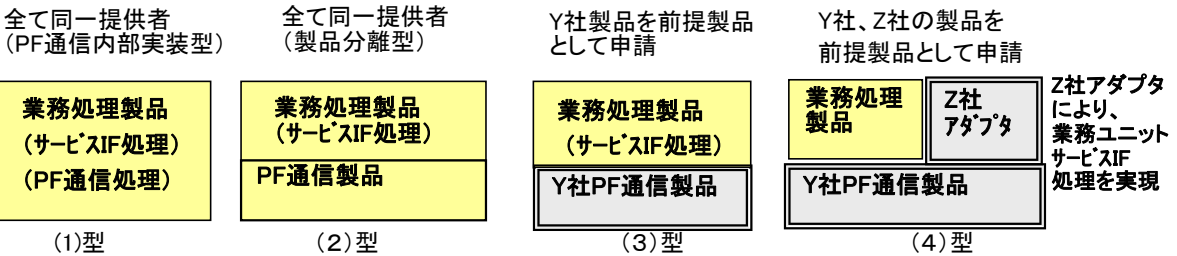 全て同一提供者
(PF通信内部実装型)
業務処理製品
(サービスIF処理)
(PF通信処理)
(1)型
全て同一提供者
(製品分離型)
業務処理製品
(サービスIF処理)
PF通信製品
(2)型
Y社製品を前提製品
として申請
業務処理製品
(サービスIF処理)
Y社PF通信製品
(3)型
Y社、Z社の製品を
前提製品として申請
業務処理
製品
Z社
アダプタ
Y社PF通信製品
Z社アダプタ
により、
業務ユニット
サービスIF
処理を実現
(4)型